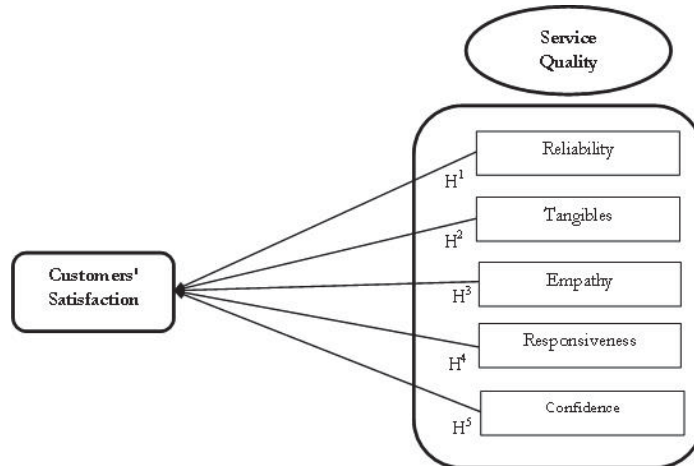 Service
Quality
Reliability
H¹
Tangibles
H²
Customers'
Satisfaction
Empathy
H³
Responsiveness
H⁴
Confidence
H⁵